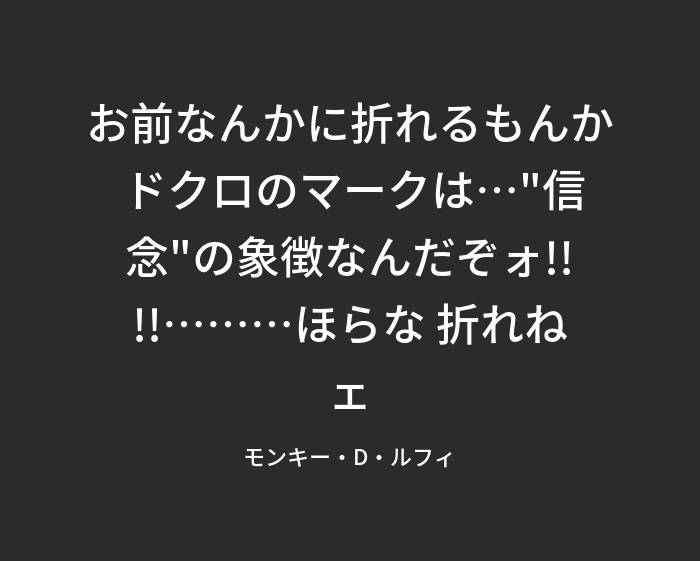 お前なんかに折れるもんか
ドクロのマークは…"信
念"の象徴なんだぞォ!!
!!………ほらな 折れね
ェ
モンキー・D・ルフィ